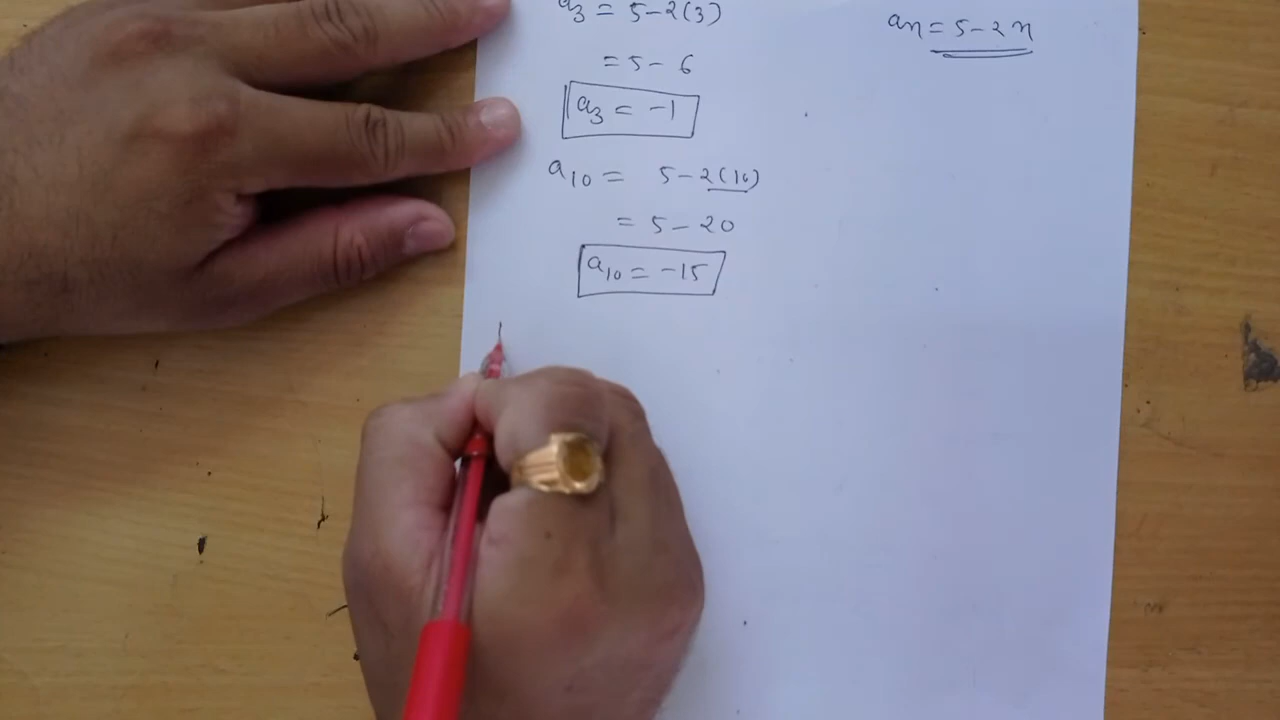 a3 = 5-2(3)
an = 5-2n
= 5-6
a3 = -1
a10 = 5-2(10)
= 5-20
a10 = -15